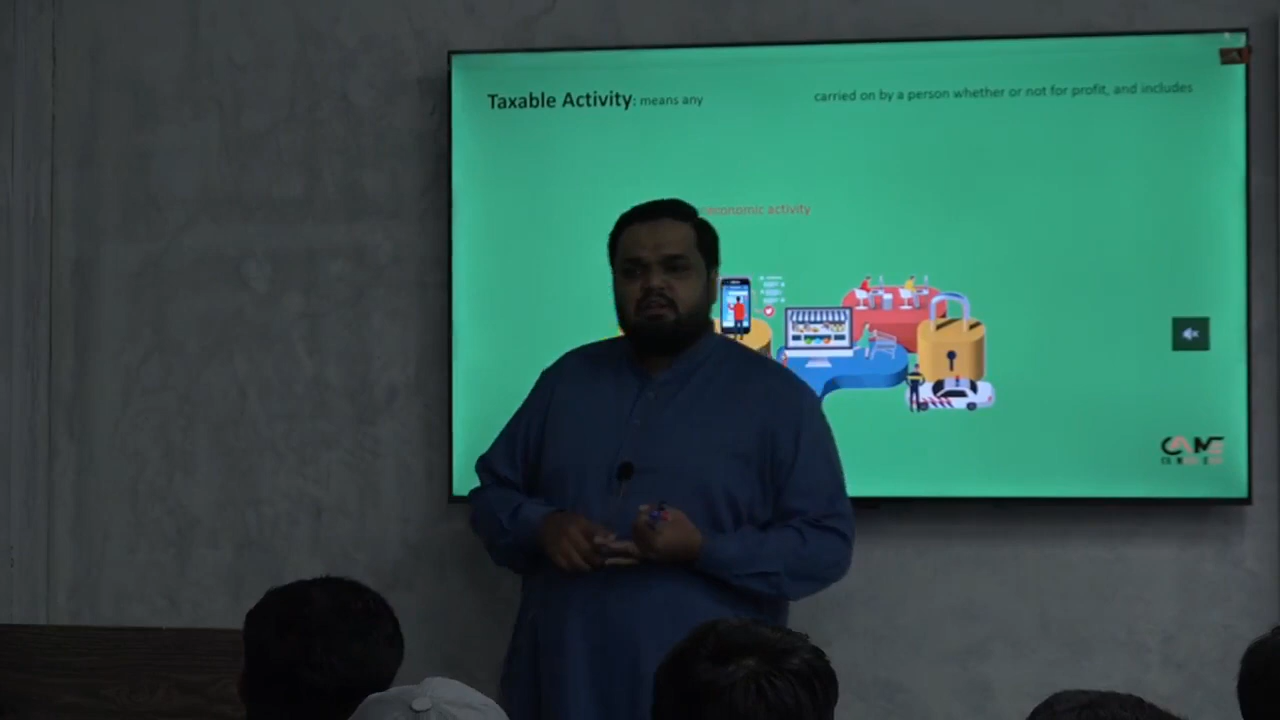 Taxable Activity: means any carried on by a person whether or not for profit, and includes
economic activity